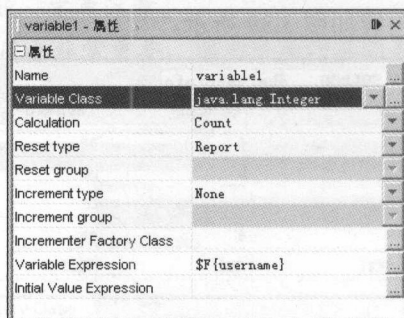 variable1 - 属性
属性
Name variable1
Variable Class java.lang.Integer
Calculation Count
Reset type Report
Reset group
Increment type None
Increment group
Incrementer Factory Class
Variable Expression $F{username}
Initial Value Expression